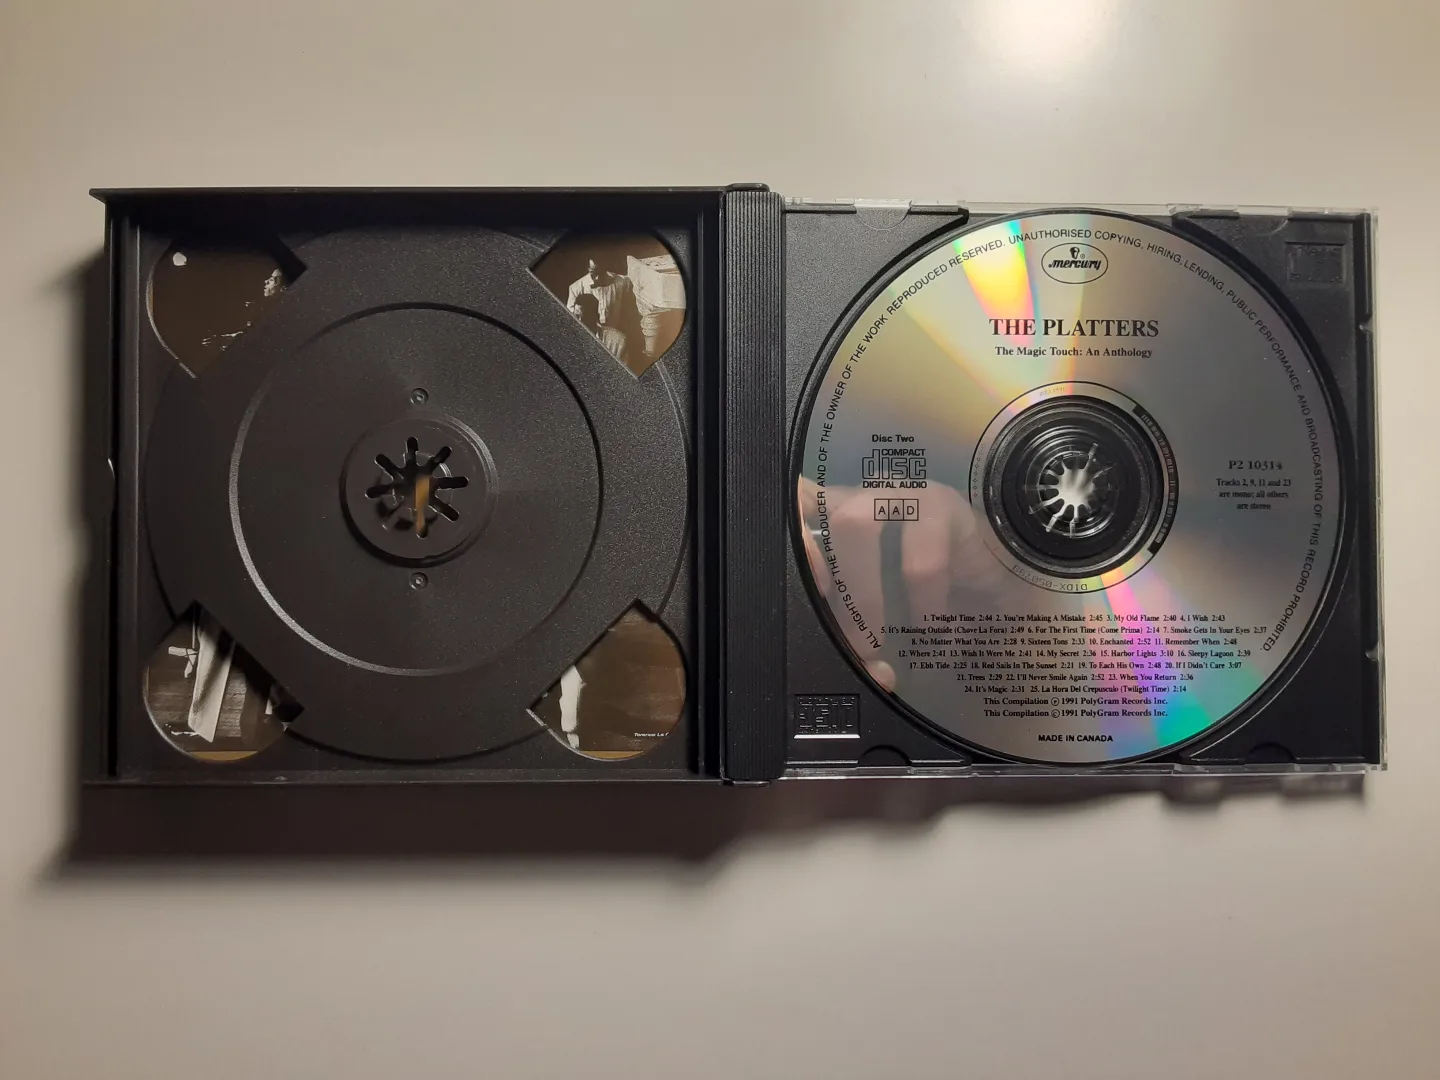 ALL RIGHTS OF THE PRODUCER AND OF THE OWNER OF THE WORK REPRODUCED RESERVED. UNAUTHORISED COPYING, HIRING, LENDING, PUBLIC PERFORMANCE AND BROADCASTING OF THIS RECORD PROHIBITED.
mercury
THE PLATTERS
The Magic Touch: An Anthology
Disc Two
COMPACT
disc
DIGITAL AUDIO
AAD
P2 10314
Tracks 2, 9, 11 and 23
are mono; all others
are stereo
DIDX-050793
1. Twilight Time 2:44 2. You're Making A Mistake 2:45 3. My Old Flame 2:40 4. I Wish 2:43
5. It's Raining Outside (Chove La Fora) 2:49 6. For The First Time (Come Prima) 2:14 7. Smoke Gets In Your Eyes 2:37
8. No Matter What You Are 2:28 9. Sixteen Tons 2:33 10. Enchanted 2:52 11. Remember When 2:48
12. Where 2:41 13. Wish It Were Me 2:41 14. My Secret 2:36 15. Harbor Lights 3:10 16. Sleepy Lagoon 2:39
17. Ebb Tide 2:25 18. Red Sails In The Sunset 2:21 19. To Each His Own 2:48 20. If I Didn't Care 3:07
21. Trees 2:29 22. I'll Never Smile Again 2:52 23. When You Return 2:36
24. It's Magic 2:31 25. La Hora Del Crepusculo (Twilight Time) 2:14
This Compilation ℗ 1991 PolyGram Records Inc.
This Compilation © 1991 PolyGram Records Inc.
MADE IN CANADA